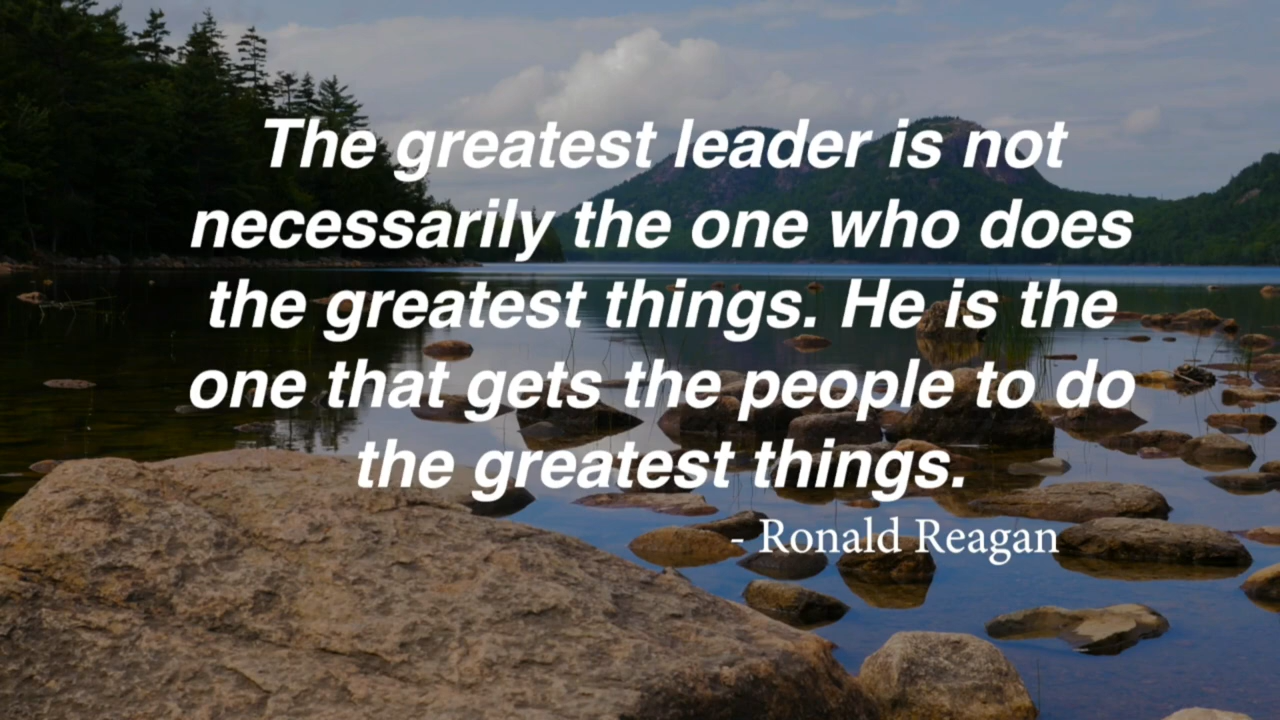 The greatest leader is not
necessarily the one who does
the greatest things. He is the
one that gets the people to do
the greatest things.
- Ronald Reagan